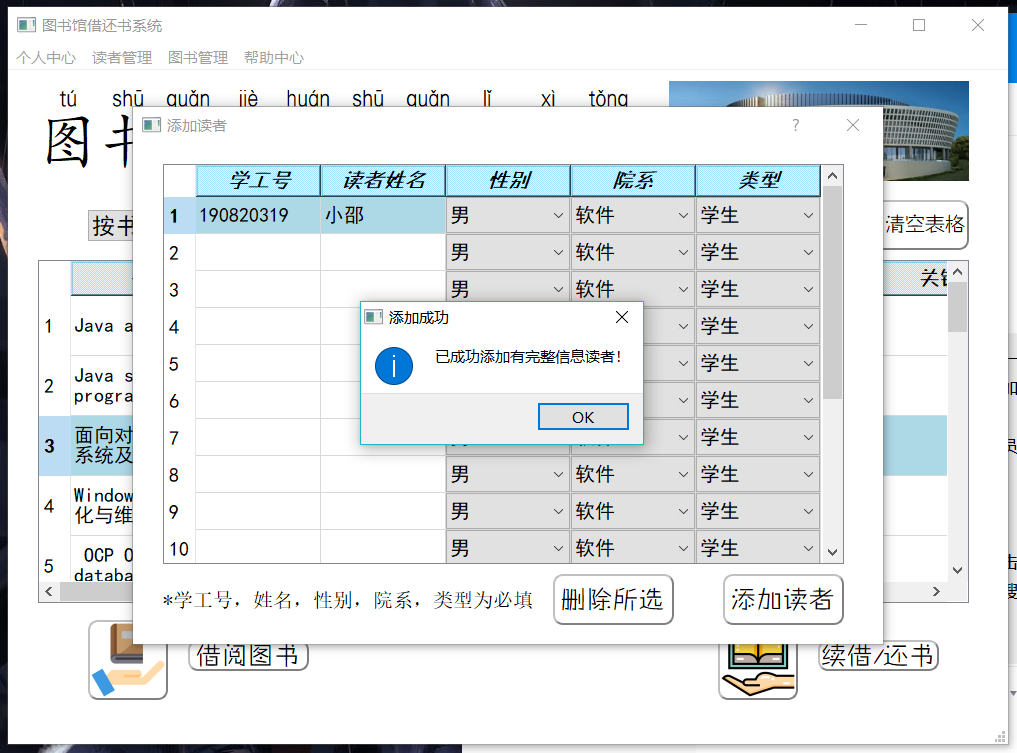 图书馆借还书系统
个人中心 读者管理 图书管理 帮助中心
tú shū guǎn jiè huán shū guǎn lǐ xì tǒng
图书
添加读者 ?
按书
清空表格
学工号 读者姓名 性别 院系 类型
1 190820319 小邵 男 软件 学生
2 男 软件 学生
3 男 软件 学生
4 学生
5 学生
6 学生
7 学生
8 男 软件 学生
9 男 软件 学生
10 男 软件 学生
添加成功
已成功添加有完整信息读者!
OK
*学工号,姓名,性别,院系,类型为必填
删除所选
添加读者
关键
1 Java a
2 Java s
progra
3 面向对
系统及
4 Window
化与维
5 OCP O
databa
借阅图书
续借/还书